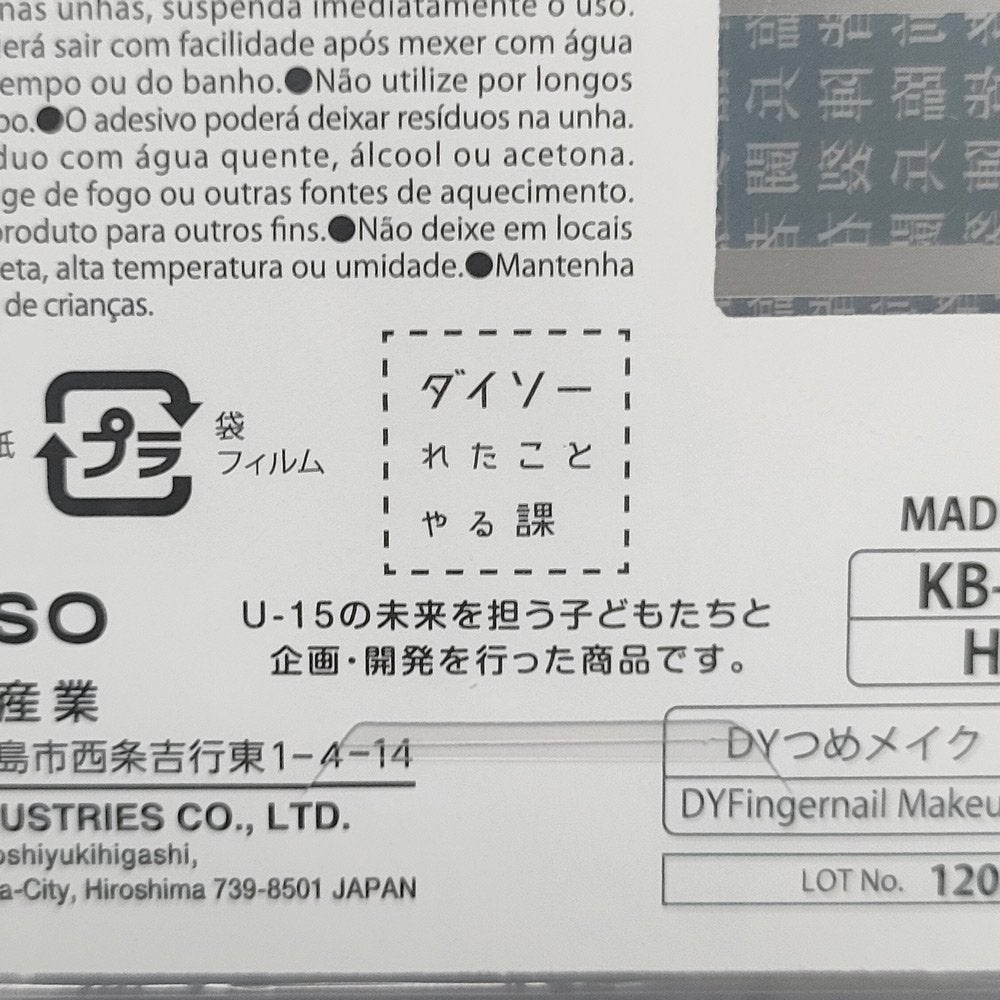 nas unhas, suspenda imediatamente o uso.
erá sair com facilidade após mexer com água
empo ou do banho.●Não utilize por longos
po.●O adesivo poderá deixar resíduos na unha.
duo com água quente, álcool ou acetona.
ge de fogo ou outras fontes de aquecimento.
produto para outros fins.●Não deixe em locais
eta, alta temperatura ou umidade.●Mantenha
de crianças.
紙
プラ
袋
フィルム
ダイソー
れたこと
やる課
U-15の未来を担う子どもたちと
企画・開発を行った商品です。
SO
産業
島市西条吉行東1-4-14
USTRIES CO., LTD.
oshiyukihigashi,
a-City, Hiroshima 739-8501 JAPAN
MAD
KB-
H
DYつめメイク
DYFingernail Makeu
LOT No. 120